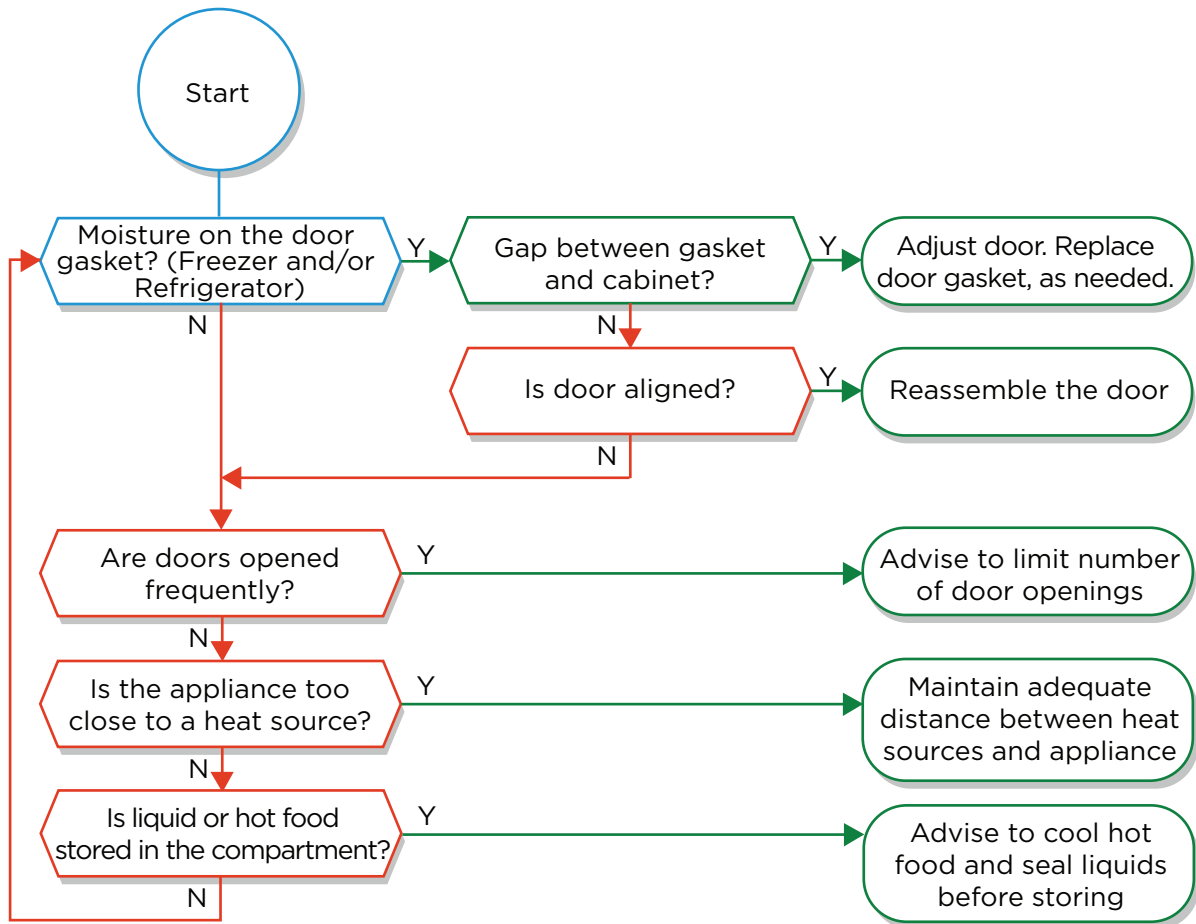 Start
Moisture on the door
gasket? (Freezer and/or
Refrigerator)
Y
Gap between gasket
and cabinet?
Y
Adjust door. Replace
door gasket, as needed.
N
N
Is door aligned?
Y
Reassemble the door
N
Are doors opened
frequently?
Y
Advise to limit number
of door openings
N
Is the appliance too
close to a heat source?
Y
Maintain adequate
distance between heat
sources and appliance
N
Is liquid or hot food
stored in the compartment?
Y
Advise to cool hot
food and seal liquids
before storing
N